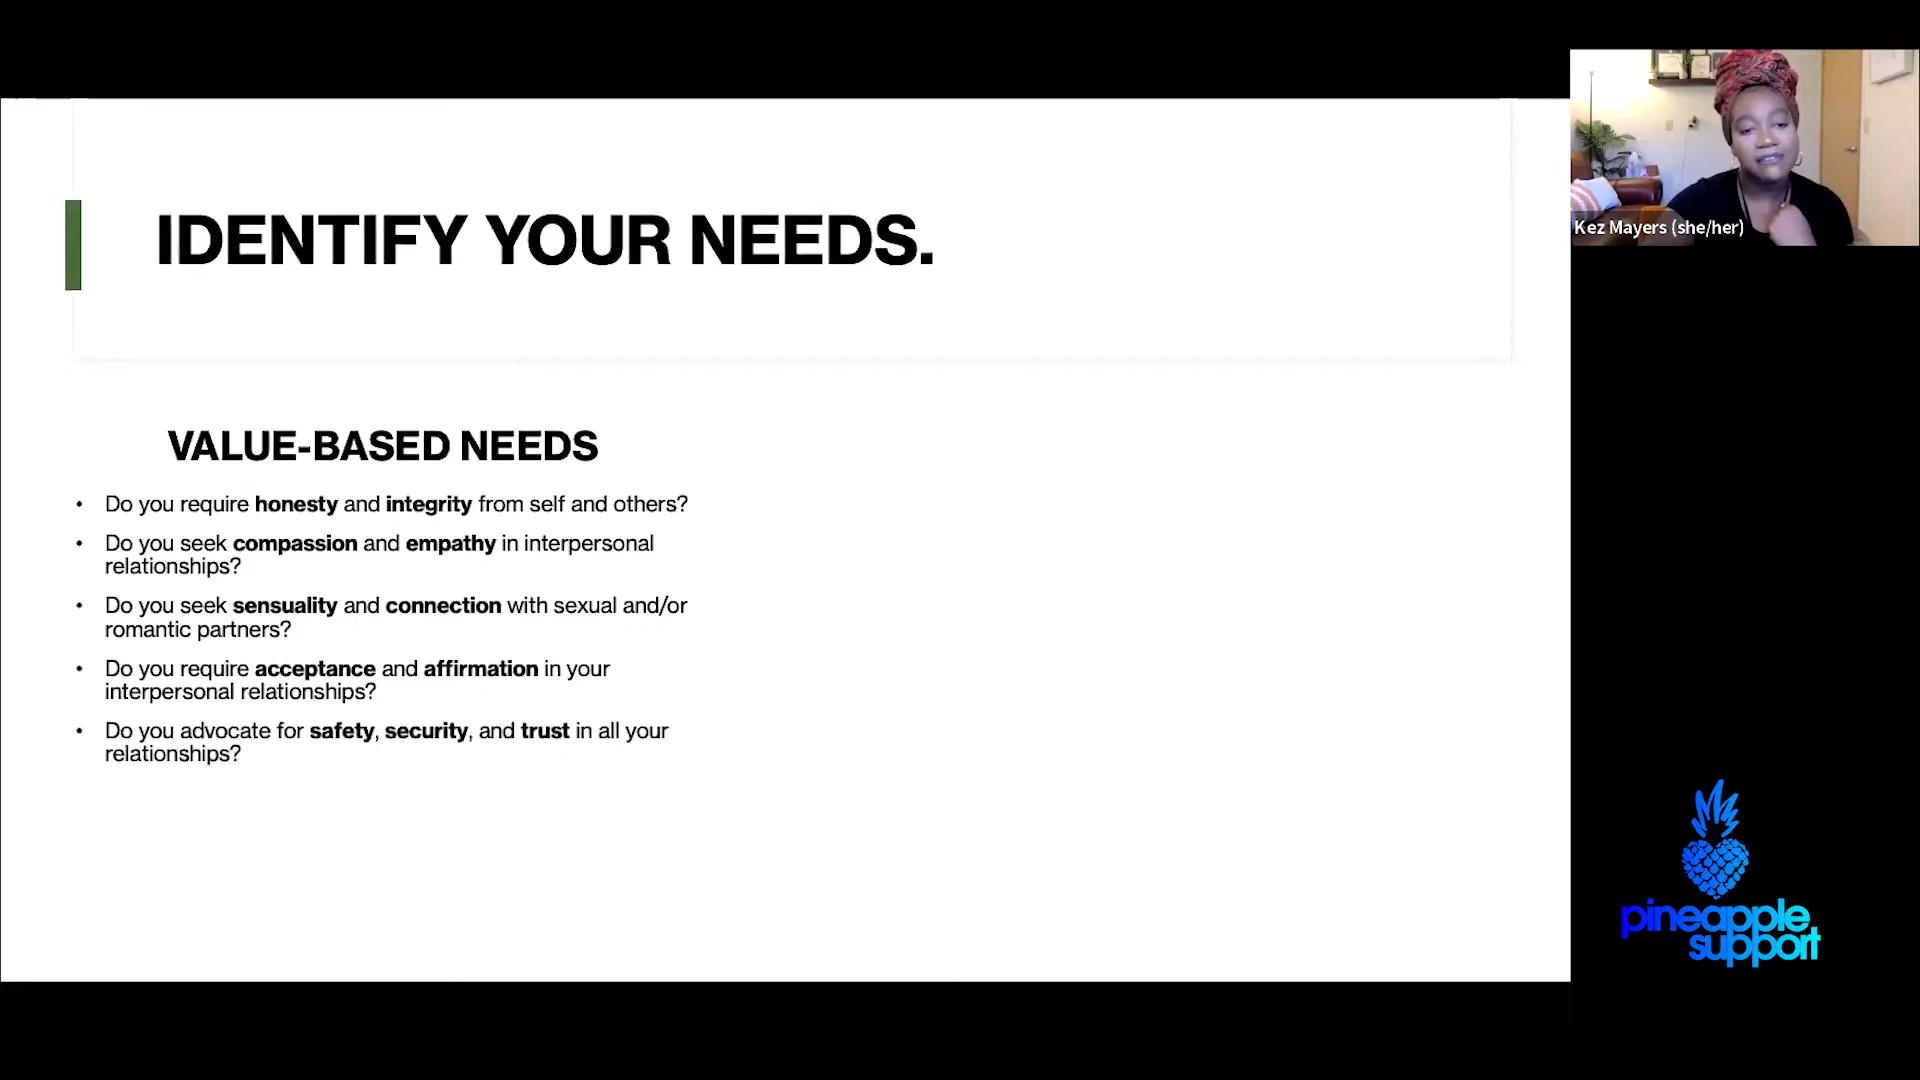 IDENTIFY YOUR NEEDS.
VALUE-BASED NEEDS
• Do you require honesty and integrity from self and others?
• Do you seek compassion and empathy in interpersonal
relationships?
• Do you seek sensuality and connection with sexual and/or
romantic partners?
• Do you require acceptance and affirmation in your
interpersonal relationships?
• Do you advocate for safety, security, and trust in all your
relationships?
Kez Mayers (she/her)
pineapple
support